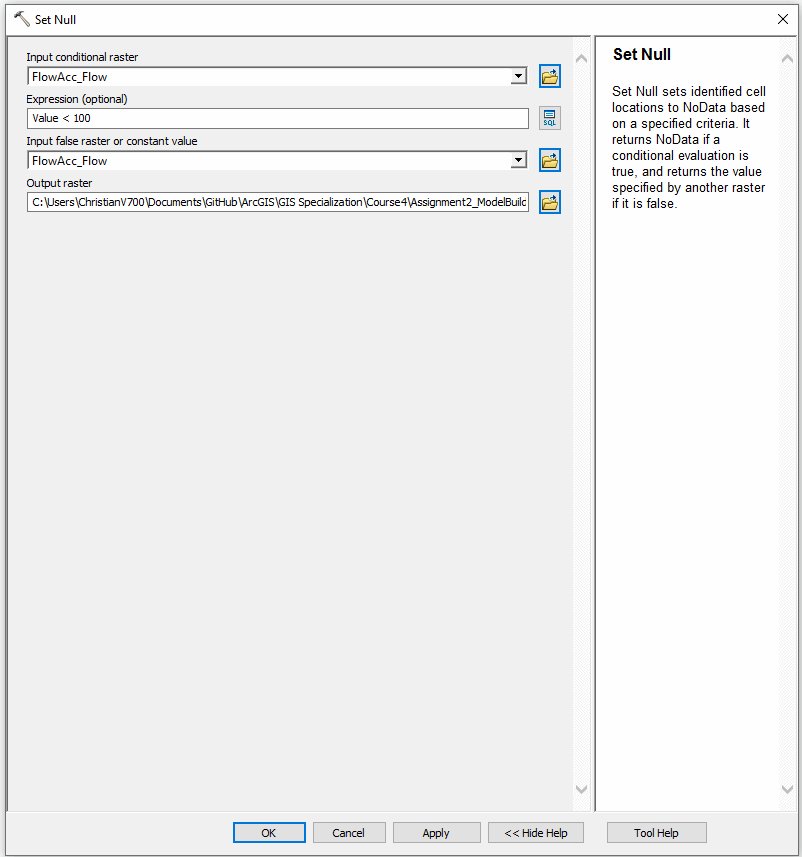 Set Null
Input conditional raster
FlowAcc_Flow
Expression (optional)
Value < 100
SQL
Input false raster or constant value
FlowAcc_Flow
Output raster
C:\Users\ChristianV700\Documents\GitHub\ArcGIS\GIS Specialization\Course4\Assignment2_ModelBuil
Set Null
Set Null sets identified cell
locations to NoData based
on a specified criteria. It
returns NoData if a
conditional evaluation is
true, and returns the value
specified by another raster
if it is false.
OK
Cancel
Apply
<< Hide Help
Tool Help